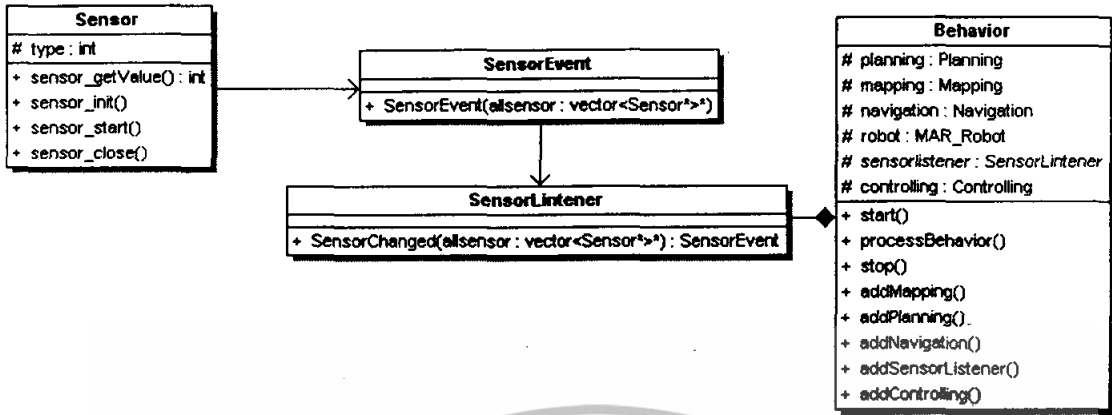 Sensor
# type : int
+ sensor_getValue() : int
+ sensor_init()
+ sensor_start()
+ sensor_close()
SensorEvent
+ SensorEvent(allsensor : vector<Sensor*>*)
SensorLintener
+ SensorChanged(allsensor : vector<Sensor*>*) : SensorEvent
Behavior
# planning : Planning
# mapping : Mapping
# navigation : Navigation
# robot : MAR_Robot
# sensorlistener : SensorLintener
# controlling : Controlling
+ start()
+ processBehavior()
+ stop()
+ addMapping()
+ addPlanning()
+ addNavigation()
+ addSensorListener()
+ addControlling()